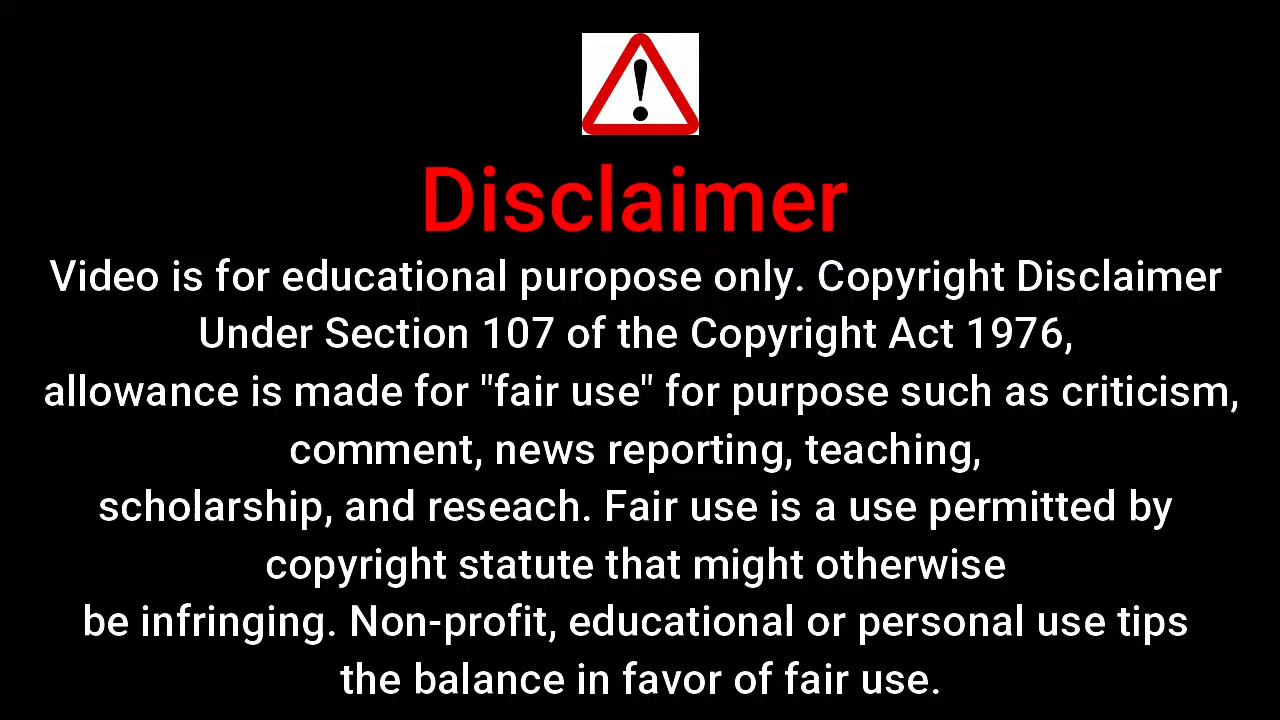 Disclaimer
Video is for educational puropose only. Copyright Disclaimer
Under Section 107 of the Copyright Act 1976,
allowance is made for "fair use" for purpose such as criticism,
comment, news reporting, teaching,
scholarship, and reseach. Fair use is a use permitted by
copyright statute that might otherwise
be infringing. Non-profit, educational or personal use tips
the balance in favor of fair use.